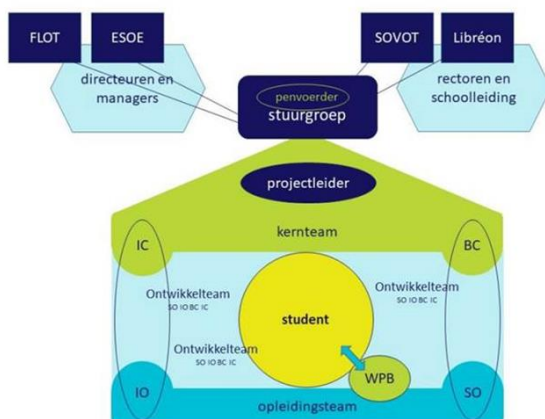 FLOT
ESOE
SOVOT
Libréon
directeuren en
managers
rectoren en
schoolleiding
penvoerder
stuurgroep
projectleider
kernteam
IC
BC
Ontwikkelteam
SO IO BC IC
Ontwikkelteam
SO IO BC IC
student
Ontwikkelteam
SO IO BC IC
WPB
IO
SO
opleidingsteam